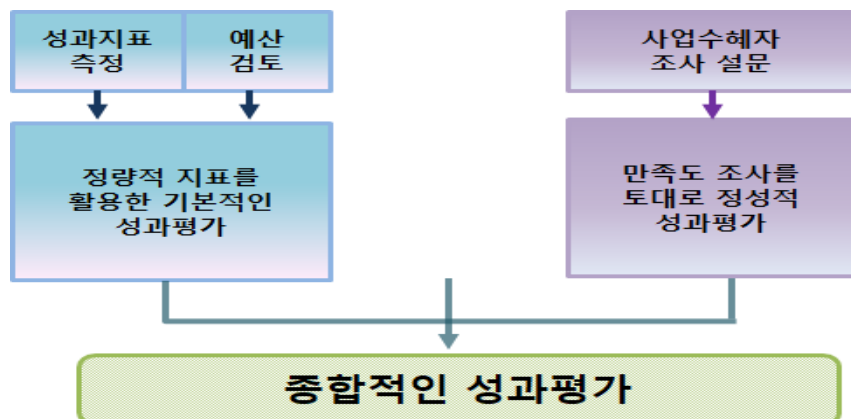 성과지표
측정
예산
검토
사업수혜자
조사 설문
정량적 지표를
활용한 기본적인
성과평가
만족도 조사를
토대로 정성적
성과평가
종합적인 성과평가